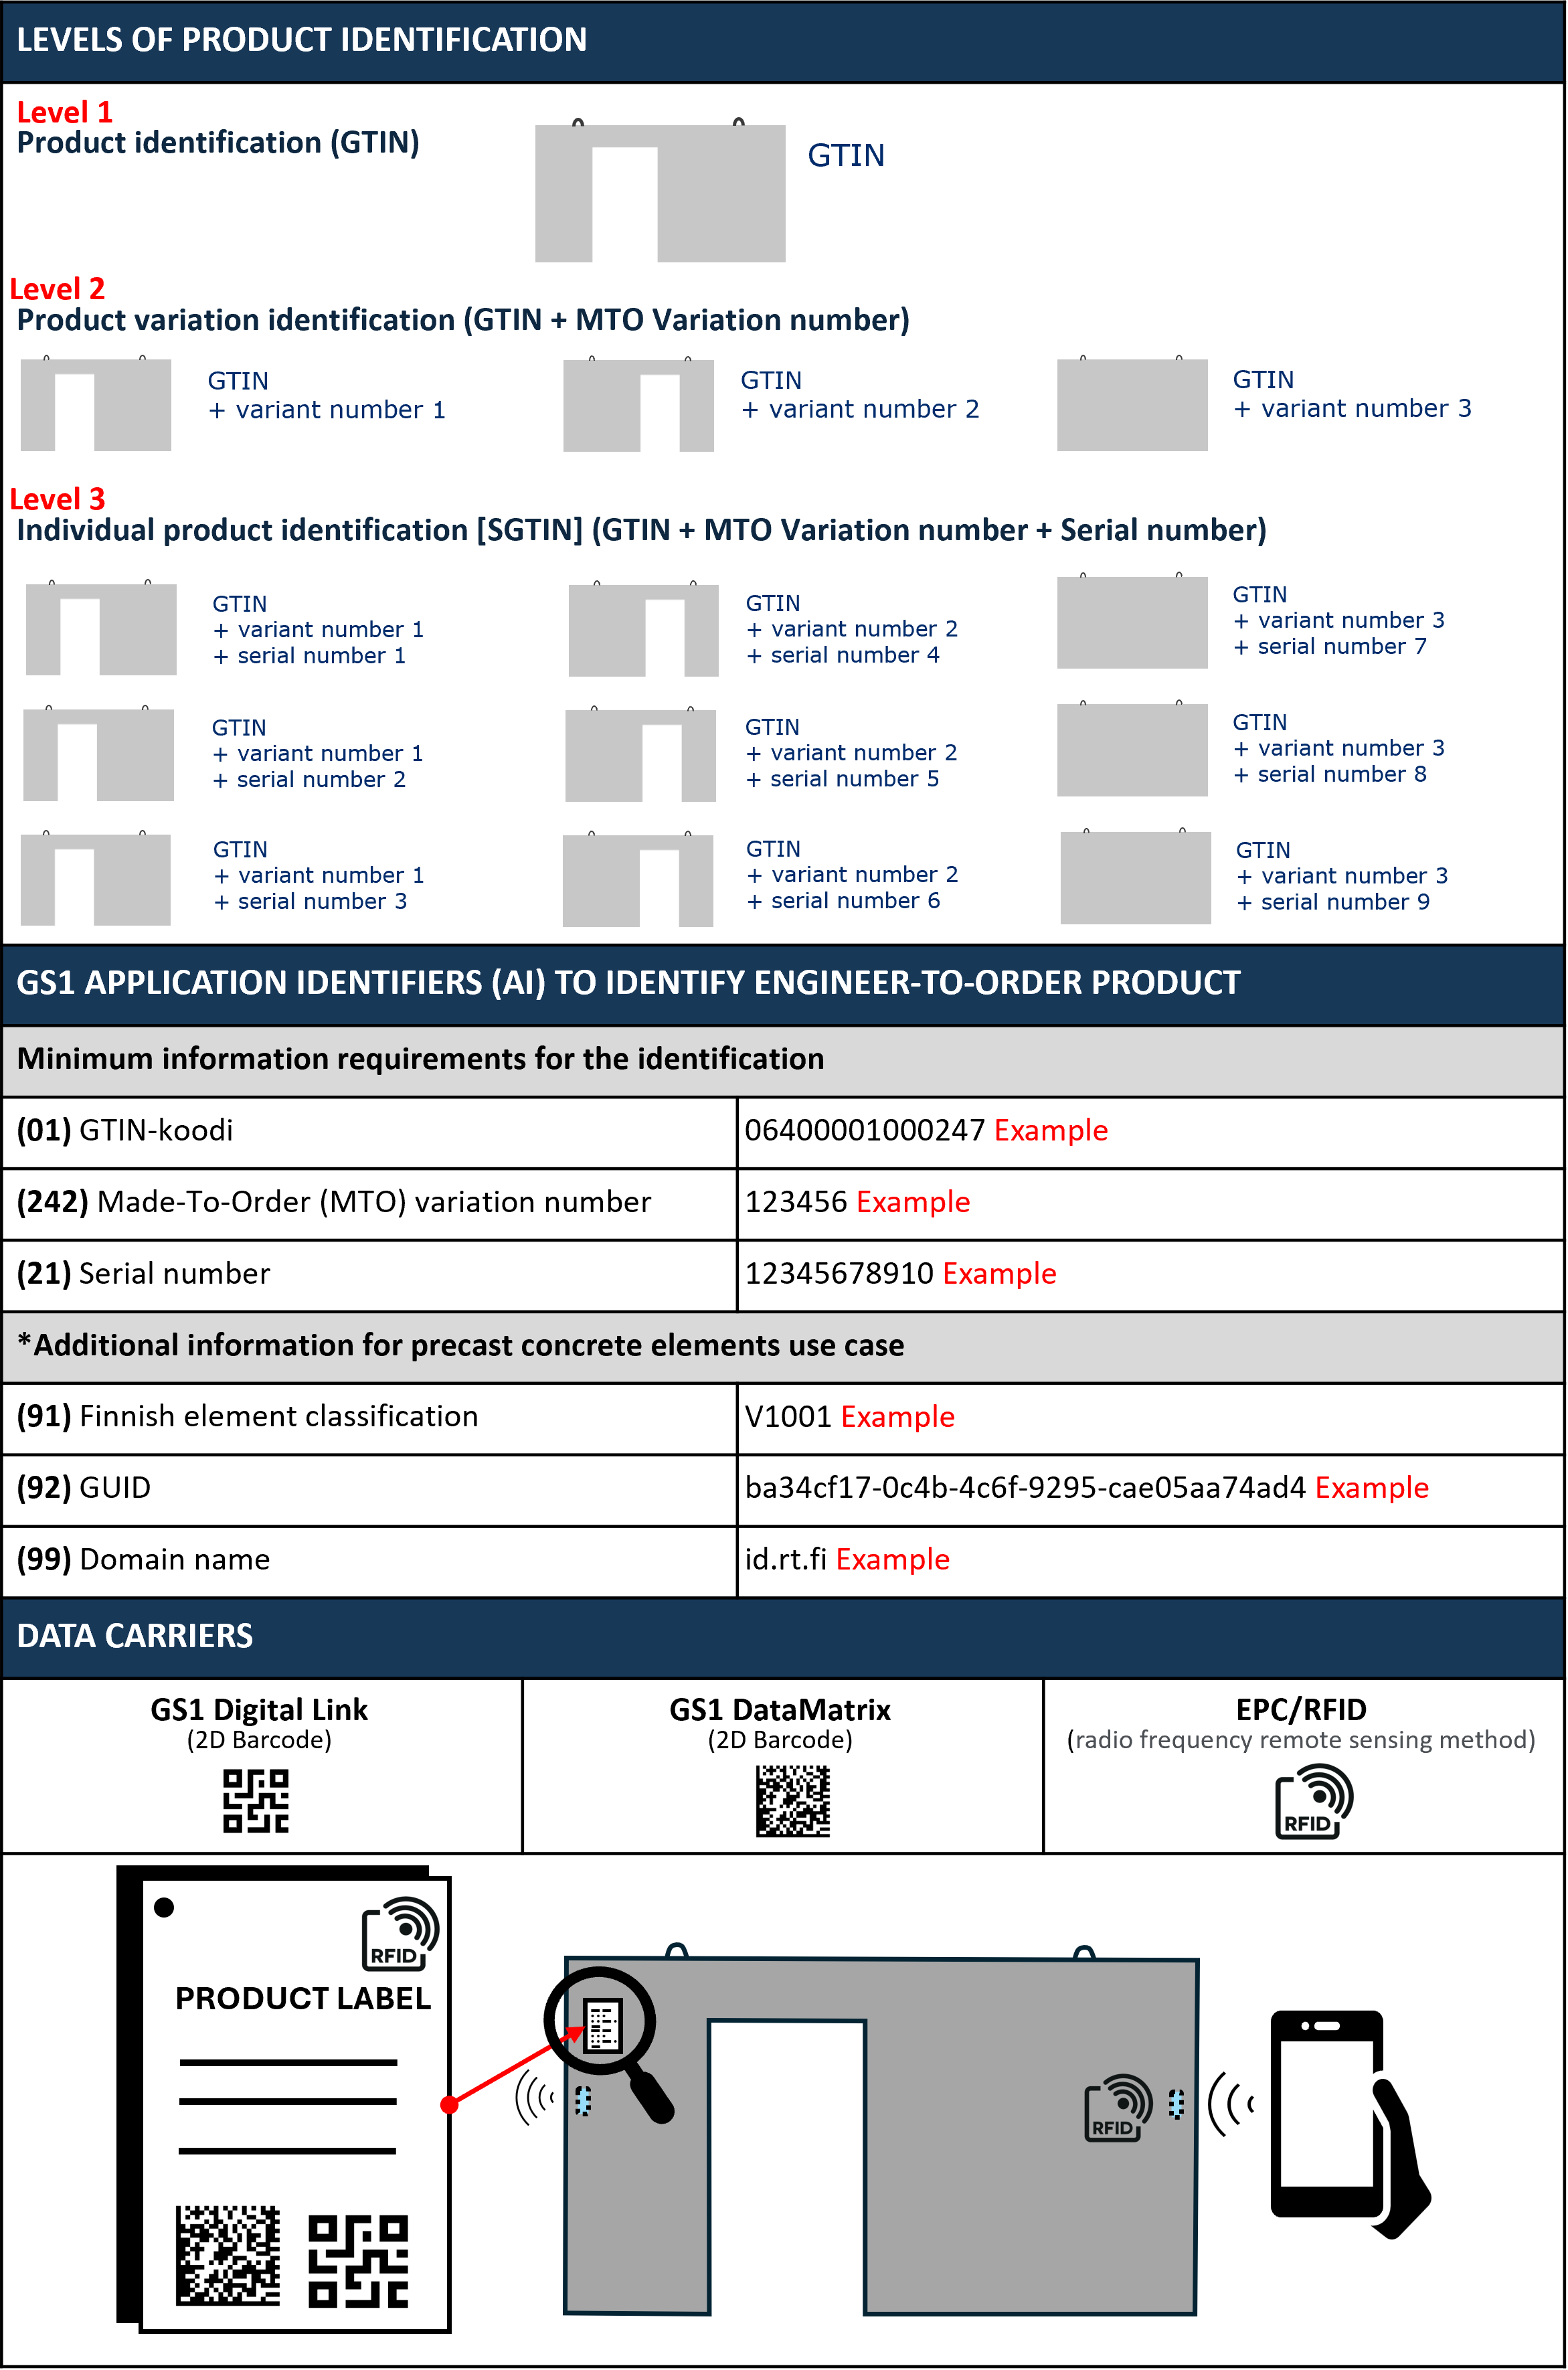 LEVELS OF PRODUCT IDENTIFICATION
Level 1
Product identification (GTIN)
GTIN
Level 2
Product variation identification (GTIN + MTO Variation number)
GTIN
+ variant number 1
GTIN
+ variant number 2
GTIN
+ variant number 3
Level 3
Individual product identification [SGTIN] (GTIN + MTO Variation number + Serial number)
GTIN
+ variant number 1
+ serial number 1
GTIN
+ variant number 2
+ serial number 4
GTIN
+ variant number 3
+ serial number 7
GTIN
+ variant number 1
+ serial number 2
GTIN
+ variant number 2
+ serial number 5
GTIN
+ variant number 3
+ serial number 8
GTIN
+ variant number 1
+ serial number 3
GTIN
+ variant number 2
+ serial number 6
GTIN
+ variant number 3
+ serial number 9
GS1 APPLICATION IDENTIFIERS (AI) TO IDENTIFY ENGINEER-TO-ORDER PRODUCT
Minimum information requirements for the identification
(01) GTIN-koodi
06400001000247 Example
(242) Made-To-Order (MTO) variation number
123456 Example
(21) Serial number
12345678910 Example
*Additional information for precast concrete elements use case
(91) Finnish element classification
V1001 Example
(92) GUID
ba34cf17-0c4b-4c6f-9295-cae05aa74ad4 Example
(99) Domain name
id.rt.fi Example
DATA CARRIERS
GS1 Digital Link
(2D Barcode)
GS1 DataMatrix
(2D Barcode)
EPC/RFID
(radio frequency remote sensing method)
RFID
RFID
PRODUCT LABEL
RFID